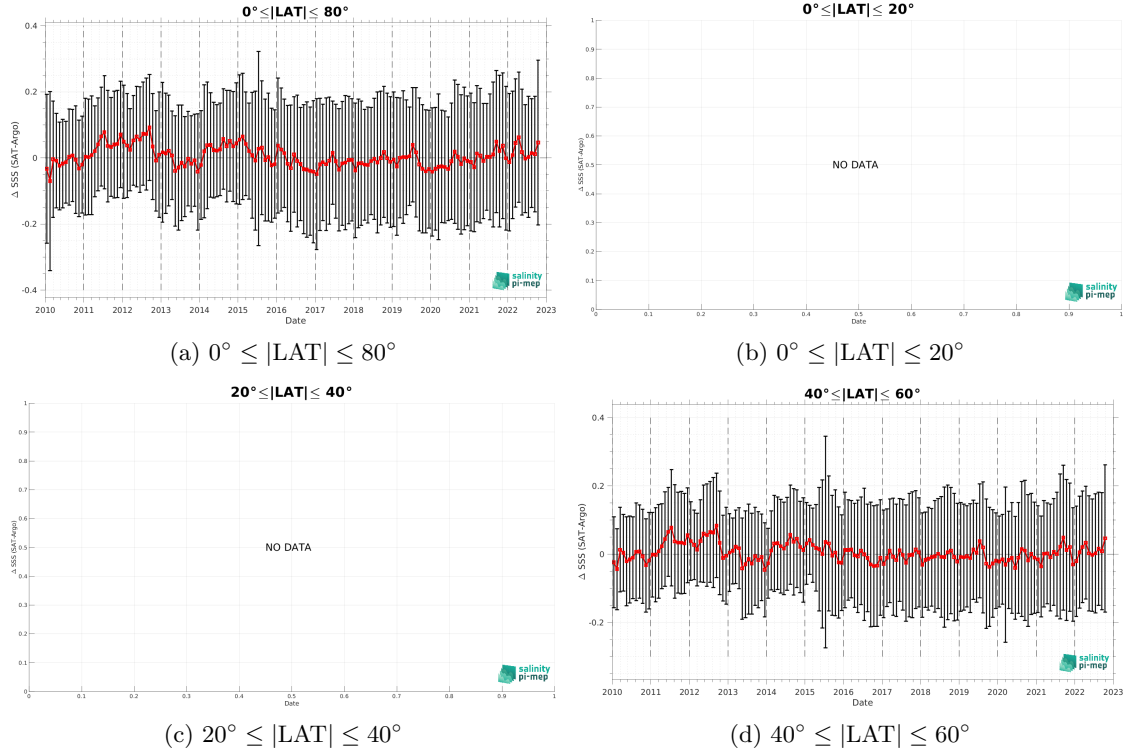 0°≤|LAT|≤ 80°
0.4
0.2
0
-0.2
-0.4
Δ SSS (SAT-Argo)
2010 2011 2012 2013 2014 2015 2016 2017 2018 2019 2020 2021 2022 2023
Date
salinity
pi-mep
(a) 0° ≤ |LAT| ≤ 80°
0°≤|LAT|≤ 20°
1
0.9
0.8
0.7
0.6
0.5
0.4
0.3
0.2
0.1
0
Δ SSS (SAT-Argo)
NO DATA
0 0.1 0.2 0.3 0.4 0.5 0.6 0.7 0.8 0.9 1
Date
salinity
pi-mep
(b) 0° ≤ |LAT| ≤ 20°
20°≤|LAT|≤ 40°
1
0.9
0.8
0.7
0.6
0.5
0.4
0.3
0.2
0.1
0
Δ SSS (SAT-Argo)
NO DATA
0 0.1 0.2 0.3 0.4 0.5 0.6 0.7 0.8 0.9 1
Date
salinity
pi-mep
(c) 20° ≤ |LAT| ≤ 40°
40°≤|LAT|≤ 60°
0.4
0.2
0
-0.2
Δ SSS (SAT-Argo)
2010 2011 2012 2013 2014 2015 2016 2017 2018 2019 2020 2021 2022 2023
Date
salinity
pi-mep
(d) 40° ≤ |LAT| ≤ 60°